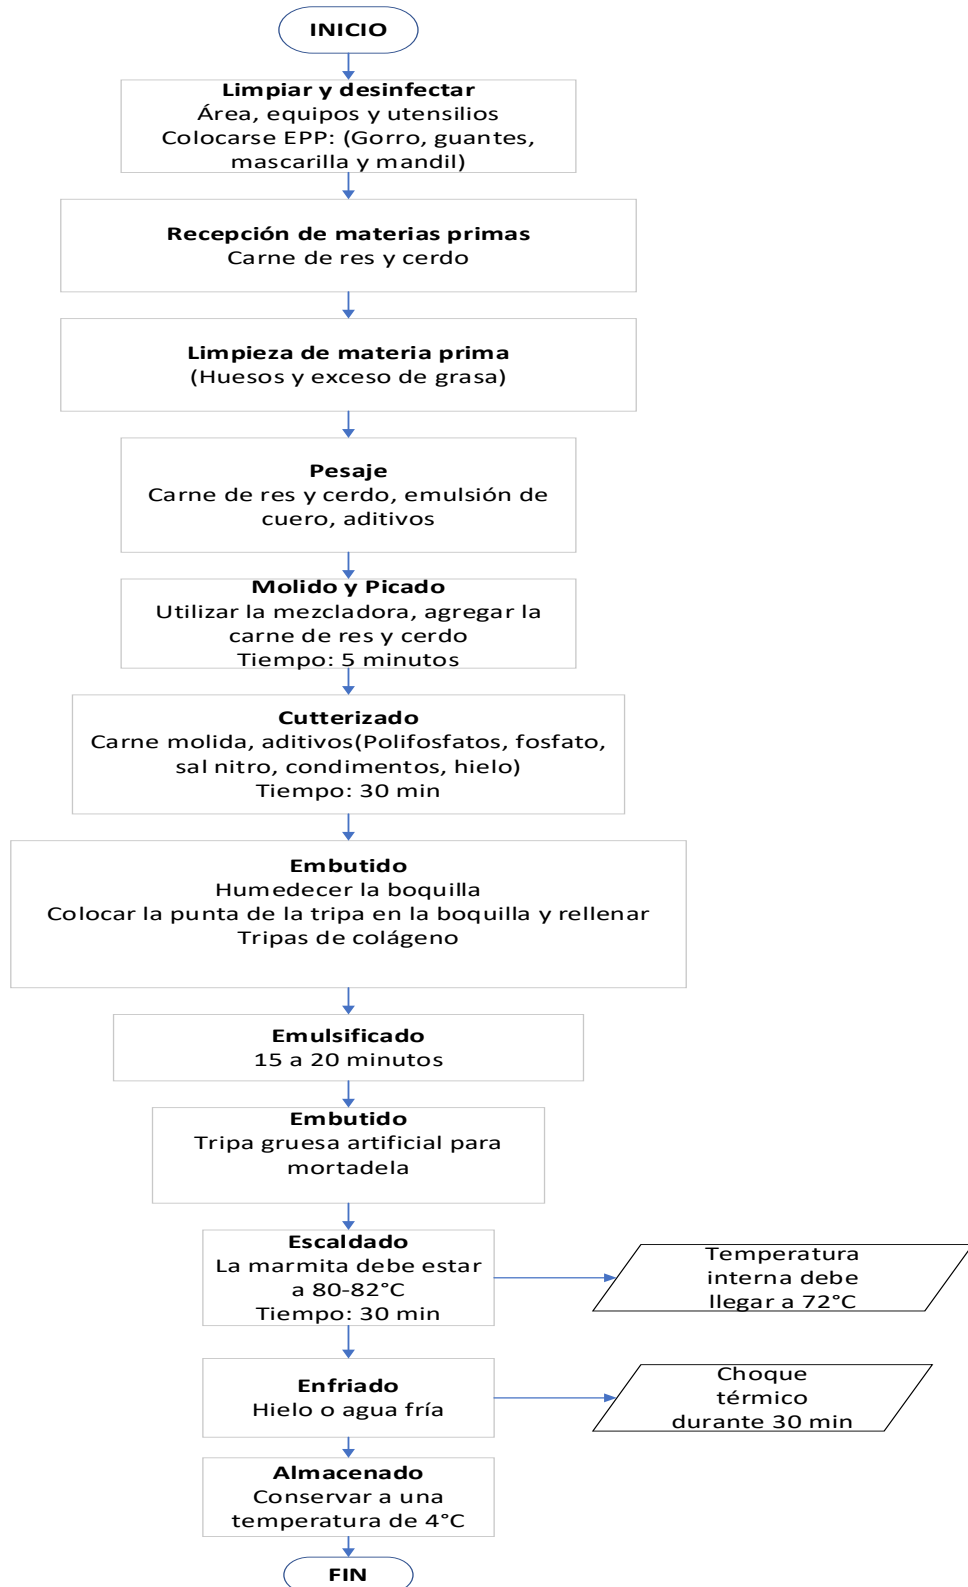 INICIO
Limpiar y desinfectar
Área, equipos y utensilios
Colocarse EPP: (Gorro, guantes,
mascarilla y mandil)
Recepción de materias primas
Carne de res y cerdo
Limpieza de materia prima
(Huesos y exceso de grasa)
Pesaje
Carne de res y cerdo, emulsión de
cuero, aditivos
Molido y Picado
Utilizar la mezcladora, agregar la
carne de res y cerdo
Tiempo: 5 minutos
Cutterizado
Carne molida, aditivos(Polifosfatos, fosfato,
sal nitro, condimentos, hielo)
Tiempo: 30 min
Embutido
Humedecer la boquilla
Colocar la punta de la tripa en la boquilla y rellenar
Tripas de colágeno
Emulsificado
15 a 20 minutos
Embutido
Tripa gruesa artificial para
mortadela
Escaldado
La marmita debe estar
a 80-82°C
Tiempo: 30 min
Temperatura
interna debe
llegar a 72°C
Enfriado
Hielo o agua fría
Choque
térmico
durante 30 min
Almacenado
Conservar a una
temperatura de 4°C
FIN